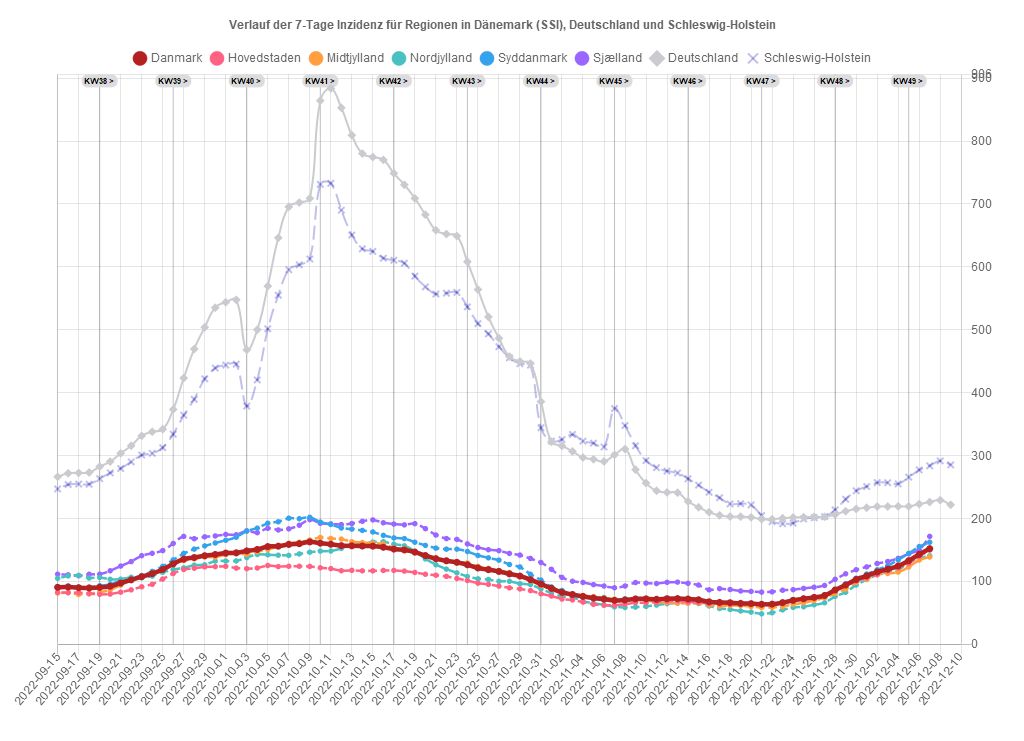 Verlauf der 7-Tage Inzidenz für Regionen in Dänemark (SSI), Deutschland und Schleswig-Holstein
Danmark Hovedstaden Midtjylland Nordjylland Syddanmark Sjælland Deutschland Schleswig-Holstein
KW38 > KW39 > KW40 > KW41 > KW42 > KW43 > KW44 > KW45 > KW46 > KW47 > KW48 > KW49 >
906
900
800
700
600
500
400
300
200
100
0
2022-09-15 2022-09-17 2022-09-19 2022-09-21 2022-09-23 2022-09-25 2022-09-27 2022-09-29 2022-10-01 2022-10-03 2022-10-05 2022-10-07 2022-10-09 2022-10-11 2022-10-13 2022-10-15 2022-10-17 2022-10-19 2022-10-21 2022-10-23 2022-10-25 2022-10-27 2022-10-29 2022-10-31 2022-11-02 2022-11-04 2022-11-06 2022-11-08 2022-11-10 2022-11-12 2022-11-14 2022-11-16 2022-11-18 2022-11-20 2022-11-22 2022-11-24 2022-11-26 2022-11-28 2022-11-30 2022-12-02 2022-12-04 2022-12-06 2022-12-08 2022-12-10